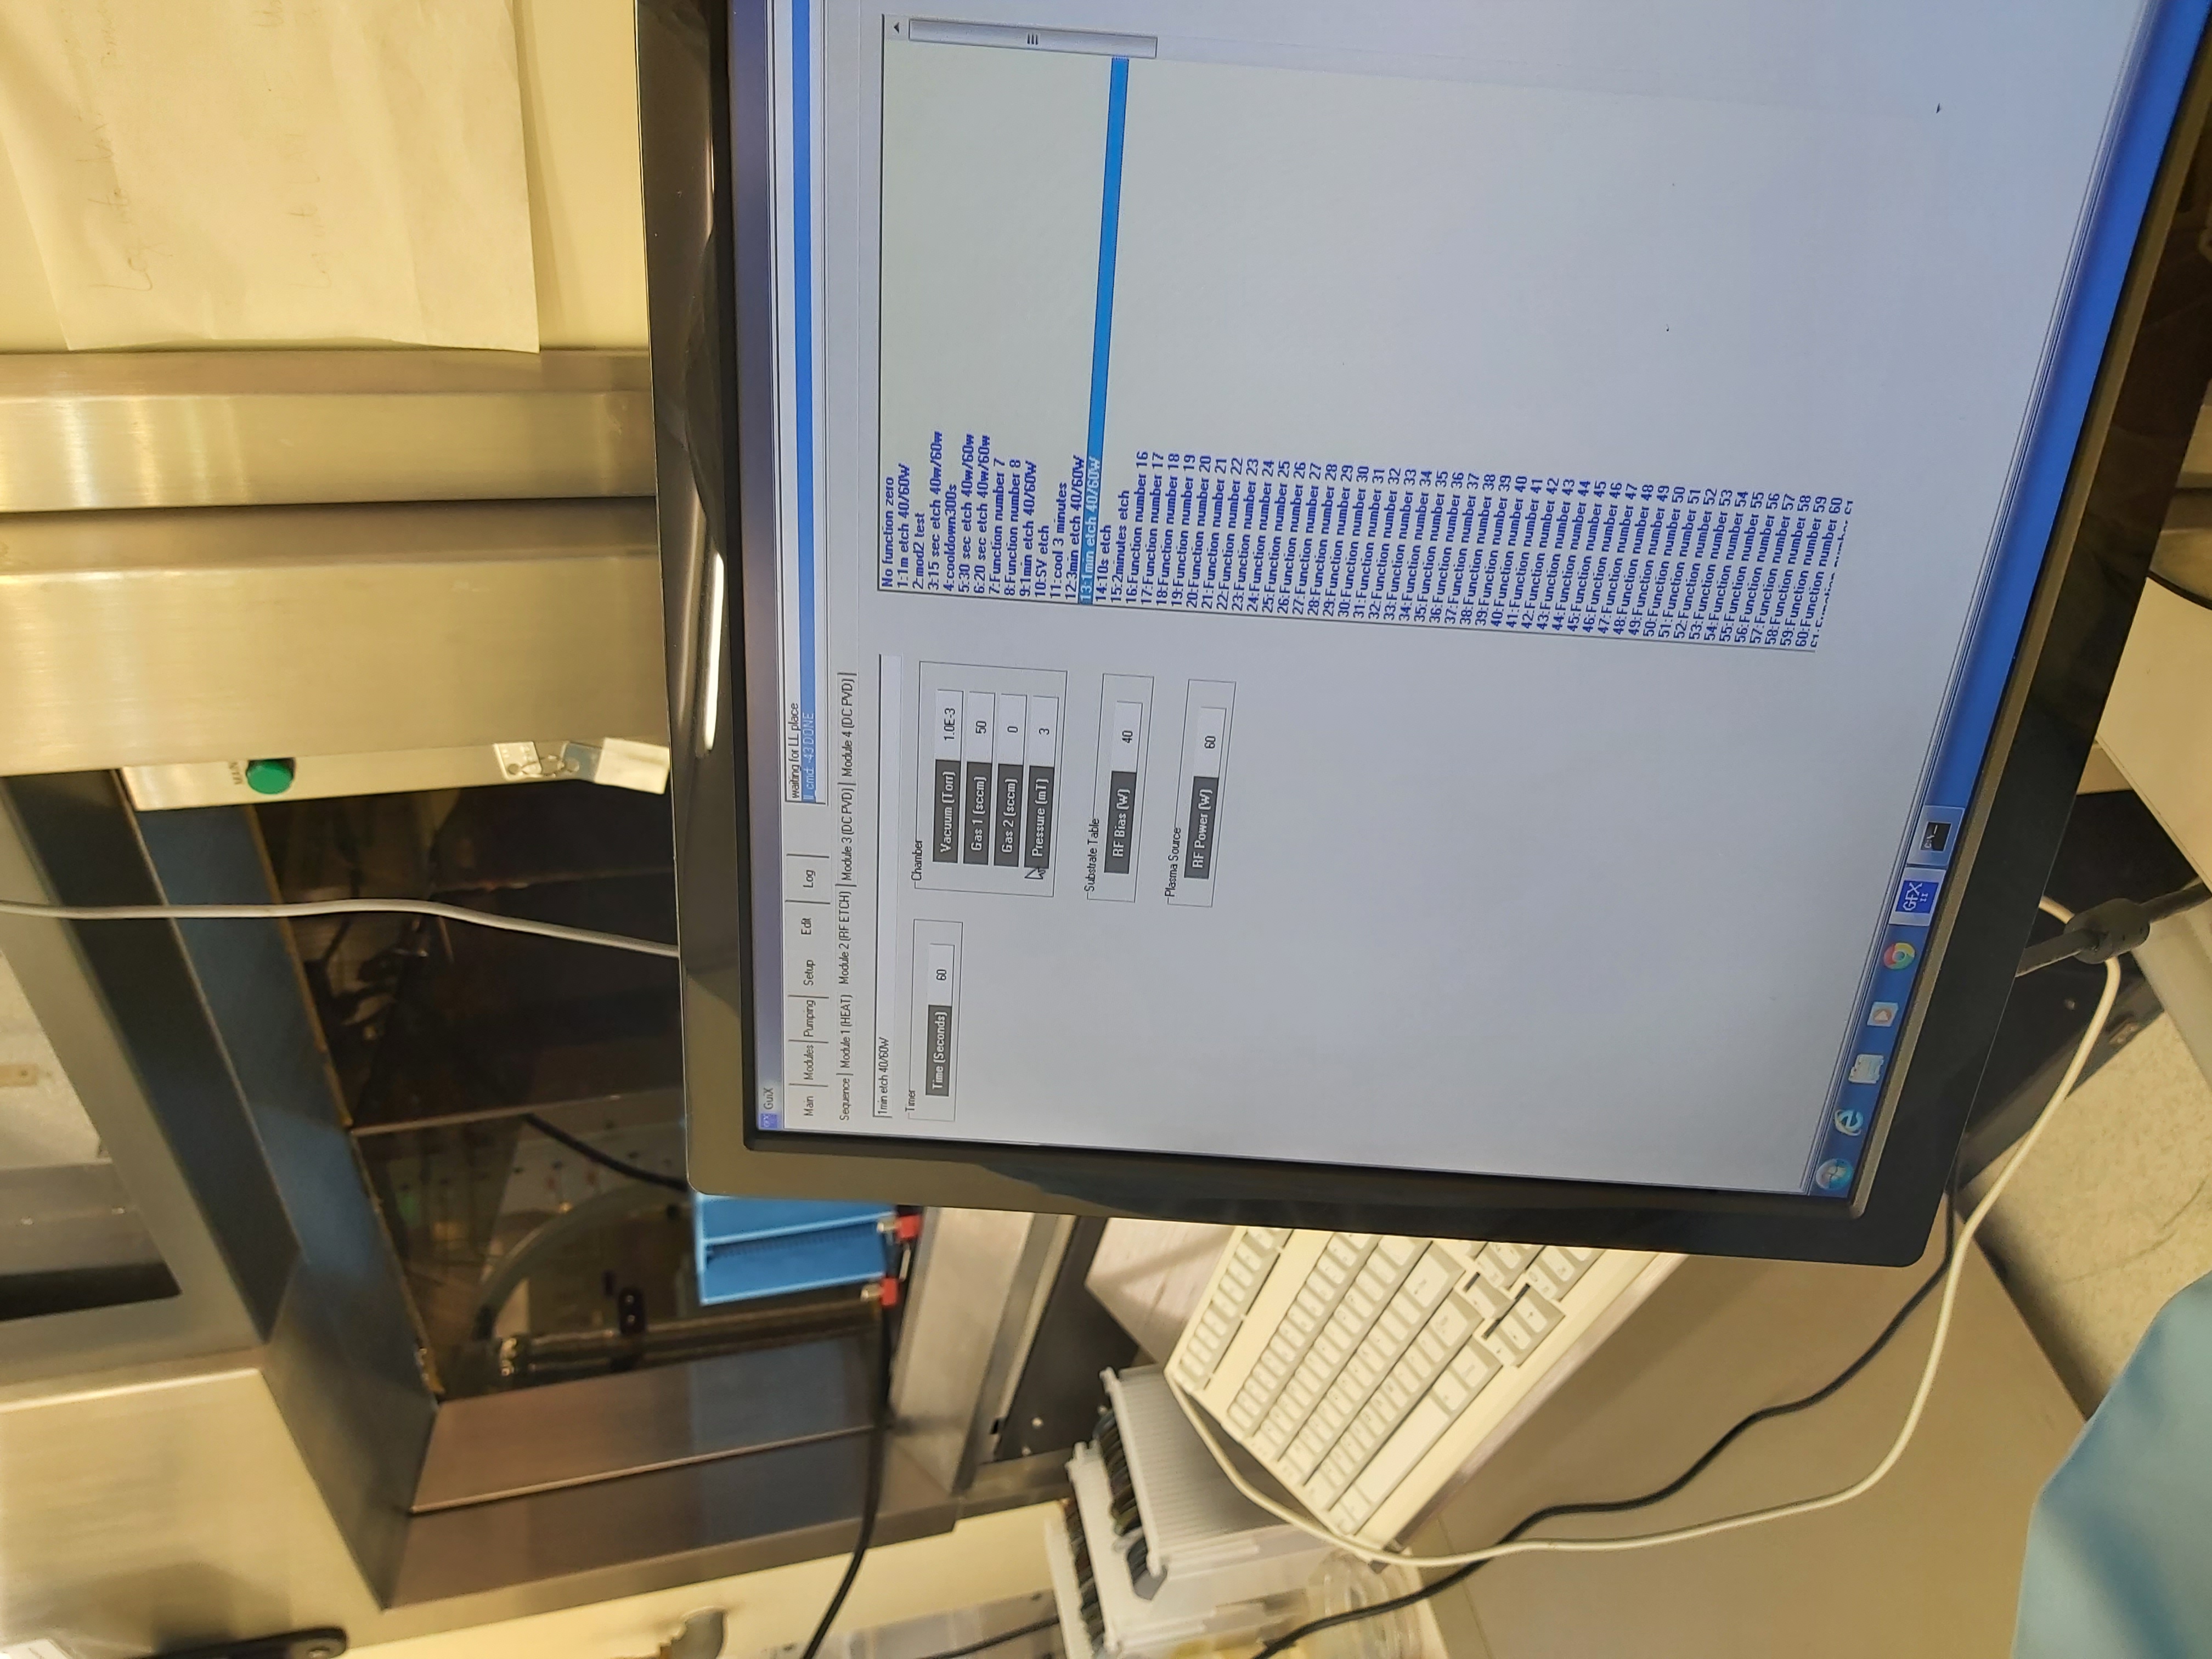 MAIN
GuiX
Main Modules Pumping Setup Edit Log
waiting for LL place
ll_cmd: -43 DONE
Sequence Module 1 (HEAT) Module 2 (RF ETCH) Module 3 (DC PVD) Module 4 (DC PVD)
1min etch 40/60W
Timer
Time (Seconds) 60
Chamber
Vacuum (Torr) 1.0E-3
Gas 1 (sccm) 50
Gas 2 (sccm) 0
Pressure (mT) 3
Substrate Table
RF Bias (W) 40
Plasma Source
RF Power (W) 60
No function zero
1:1m etch 40/60W
2:mod2 test
3:15 sec etch 40w/60w
4:cooldown300s
5:30 sec etch 40w/60w
6:20 sec etch 40w/60w
7:Function number 7
8:Function number 8
9:1min etch 40/60W
10:SV etch
11:cool 3 minutes
12:3min etch 40/60W
13:1min etch 40/60W
14:10s etch
15:2minutes etch
16:Function number 16
17:Function number 17
18:Function number 18
19:Function number 19
20:Function number 20
21:Function number 21
22:Function number 22
23:Function number 23
24:Function number 24
25:Function number 25
26:Function number 26
27:Function number 27
28:Function number 28
29:Function number 29
30:Function number 30
31:Function number 31
32:Function number 32
33:Function number 33
34:Function number 34
35:Function number 35
36:Function number 36
37:Function number 37
38:Function number 38
39:Function number 39
40:Function number 40
41:Function number 41
42:Function number 42
43:Function number 43
44:Function number 44
45:Function number 45
46:Function number 46
47:Function number 47
48:Function number 48
49:Function number 49
50:Function number 50
51:Function number 51
52:Function number 52
53:Function number 53
54:Function number 54
55:Function number 55
56:Function number 56
57:Function number 57
58:Function number 58
59:Function number 59
60:Function number 60
61:Function number 61
GFX
II
C:\_